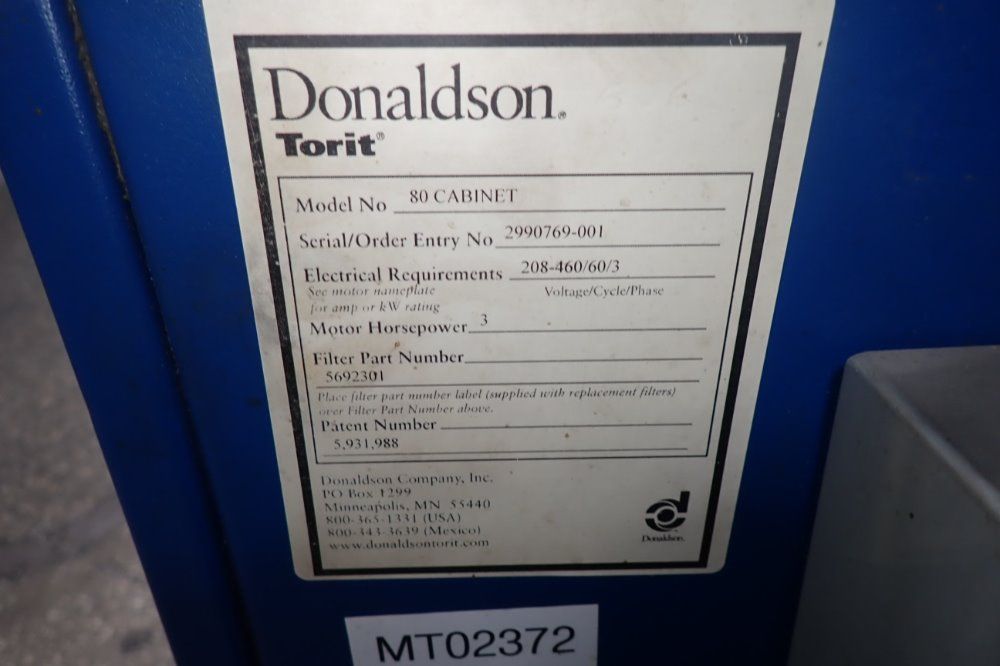 Donaldson®
Torit®
Model No 80 CABINET
Serial/Order Entry No 2990769-001
Electrical Requirements 208-460/60/3
See motor nameplate Voltage/Cycle/Phase
for amp or kW rating
Motor Horsepower 3
Filter Part Number
5692301
Place filter part number label (supplied with replacement filters)
over Filter Part Number above.
Patent Number
5,931,988
Donaldson Company, Inc.
PO Box 1299
Minneapolis, MN 55440
800-365-1331 (USA)
800-343-3639 (Mexico)
www.donaldsontorit.com
Donaldson.
MT02372